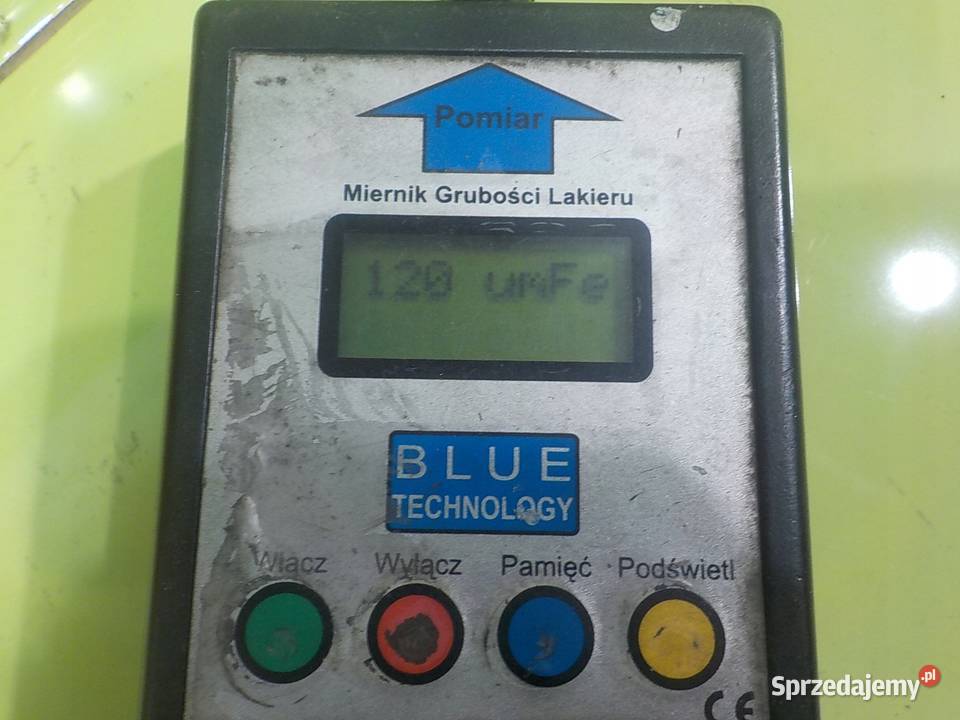 Pomiar
Miernik Grubości Lakieru
120 umFe
BLUE
TECHNOLOGY
Włącz Wyłącz Pamięć Podświetl
CE
Sprzedajemy.pl